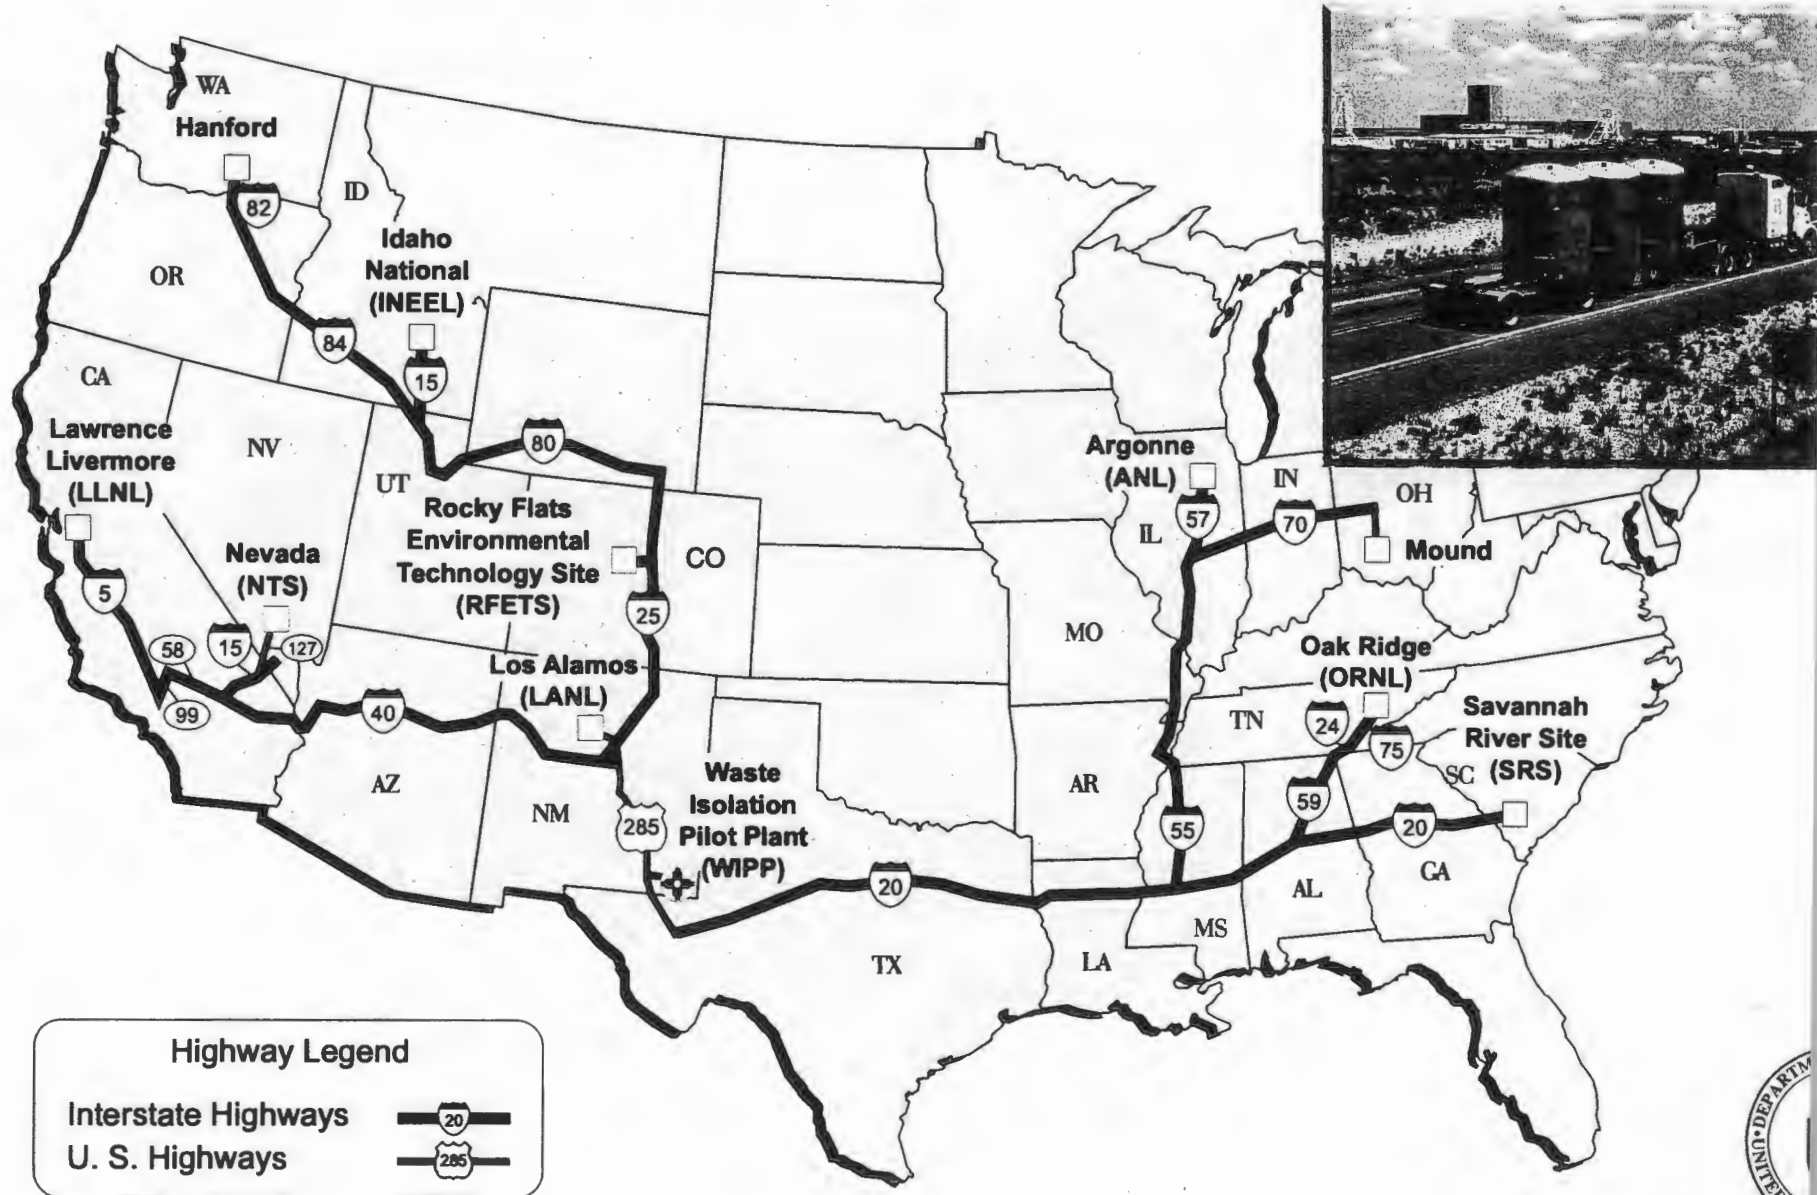 WA
Hanford
82
ID
OR
Idaho
National
(INEEL)
84
15
CA
Lawrence
Livermore
(LLNL)
NV
UT
80
Rocky Flats
Environmental
Technology Site
(RFETS)
CO
25
Nevada
(NTS)
5
58
15
127
99
Los Alamos
(LANL)
40
AZ
NM
285
Waste
Isolation
Pilot Plant
(WIPP)
Argonne
(ANL)
57
IL
IN
70
OH
Mound
MO
Oak Ridge
(ORNL)
TN
24
75
Savannah
River Site
(SRS)
SC
AR
55
59
20
GA
AL
MS
LA
20
TX
Highway Legend
Interstate Highways
20
U. S. Highways
285